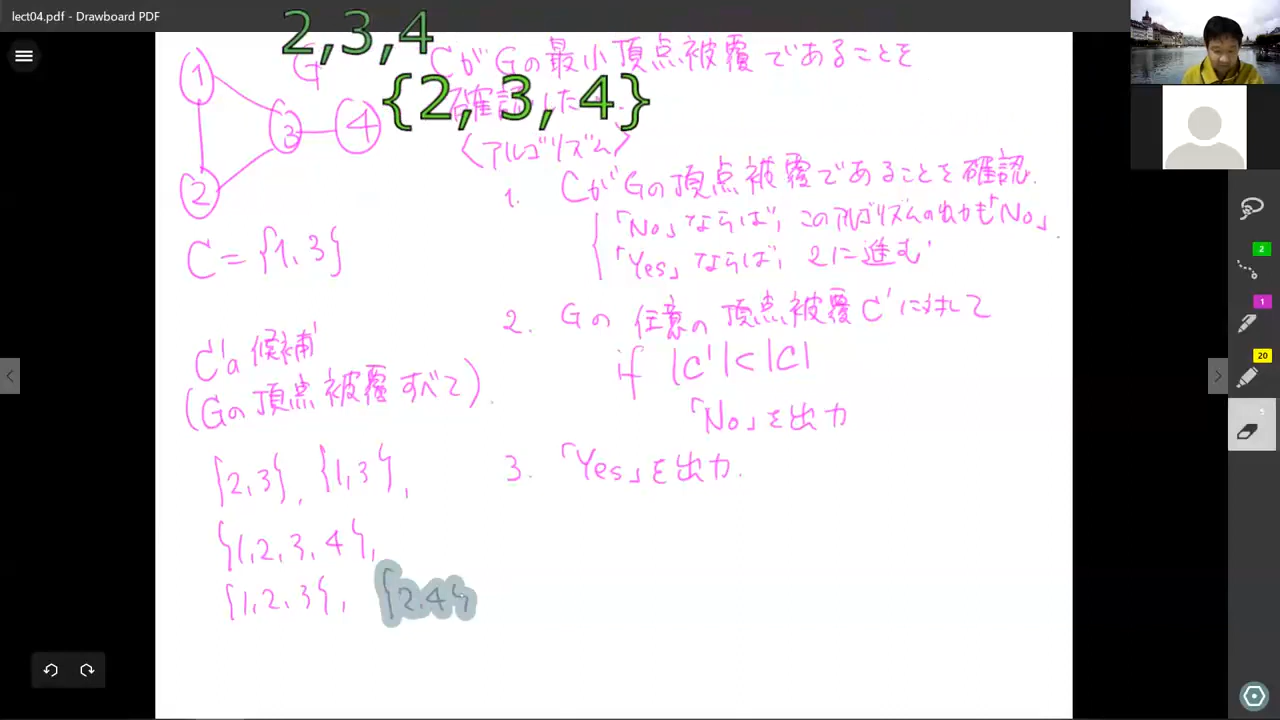 lect04.pdf - Drawboard PDF
2,3,4
{2, 3, 4}
G
1
2
3
4
CがGの最小頂点被覆であることを
確認した
〈アルゴリズム〉
1. CがGの頂点被覆であることを確認.
「No」ならば, このアルゴリズムの出力も「No」.
「Yes」ならば, 2に進む
C = {1, 3}
2. Gの 任意の 頂点被覆 C'に対して
if |C'| < |C|
「No」を出力
3. 「Yes」を出力.
C'の候補
(Gの頂点被覆すべて).
{2,3}, {1,3},
{1,2,3,4},
{1,2,3}, {2,4}
2
1
20
5